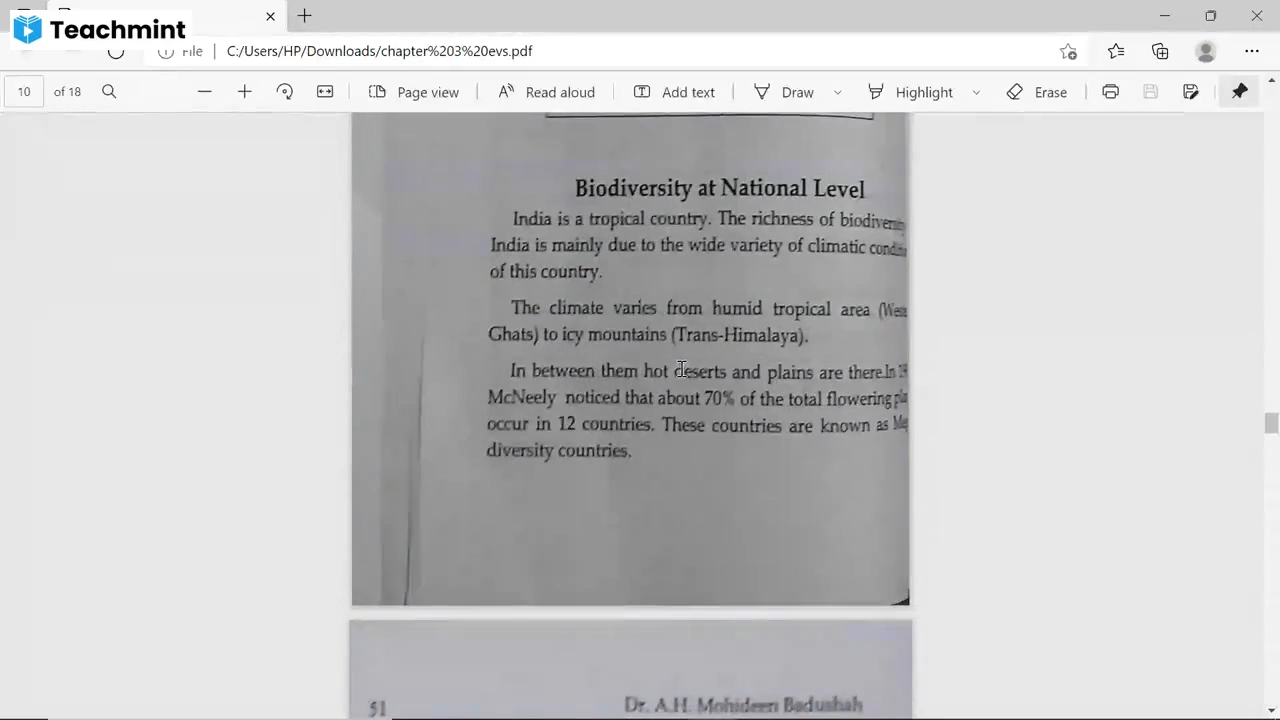 Teachmint
File
C:/Users/HP/Downloads/chapter%203%20evs.pdf
10 of 18
Page view
Read aloud
Add text
Draw
Highlight
Erase
Biodiversity at National Level
India is a tropical country. The richness of
India is mainly due to the wide variety of climatic
of this country.
The climate varies from humid tropical area
Ghats) to icy mountains (Trans-Himalaya).
In between them hot deserts and plains are there.In
McNeely noticed that about 70% of the total flowering
occur in 12 countries. These countries are known as
diversity countries.
51
Dr. A.H. Mohideen Badushah